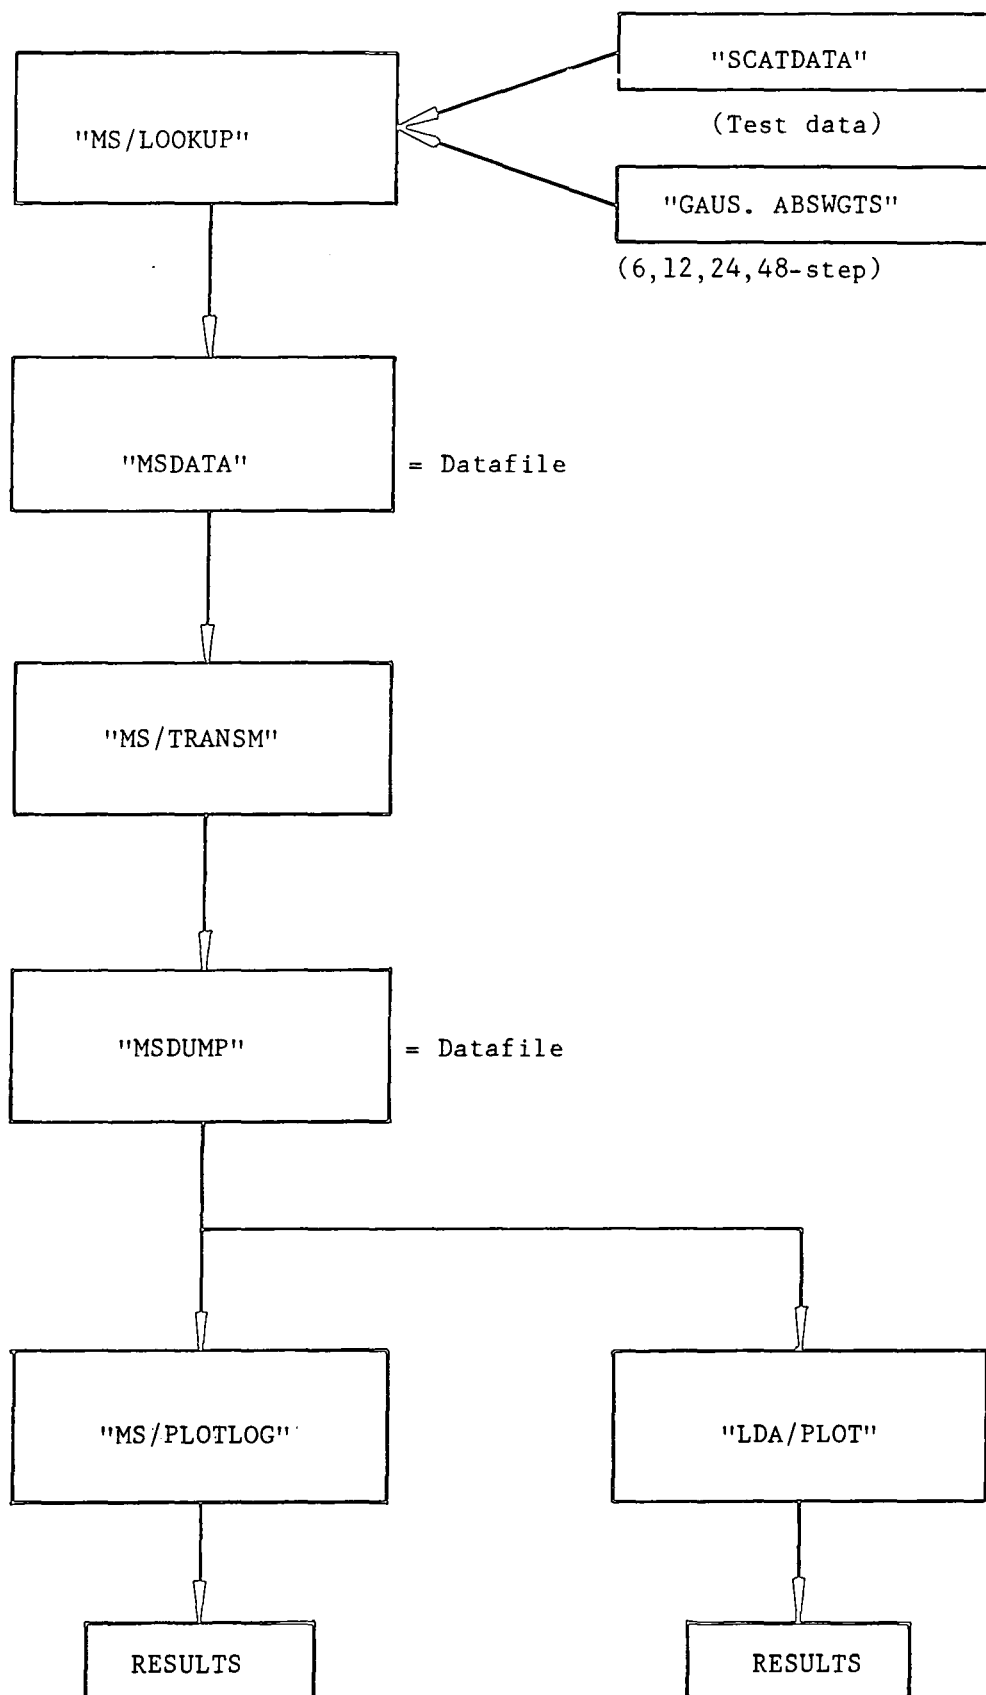 "SCATDATA"
"MS/LOOKUP"
(Test data)
"GAUS. ABSWGTS"
(6,12,24,48-step)
"MSDATA" = Datafile
"MS/TRANSM"
"MSDUMP" = Datafile
"MS/PLOTLOG"
"LDA/PLOT"
RESULTS
RESULTS